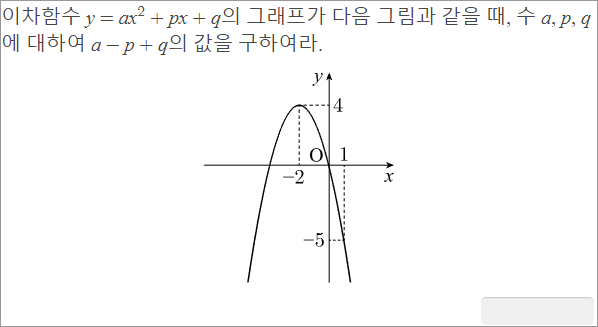 이차함수 y = ax² + px + q의 그래프가 다음 그림과 같을 때, 수 a, p, q
에 대하여 a − p + q의 값을 구하여라.
y
4
O 1
−2 x
−5